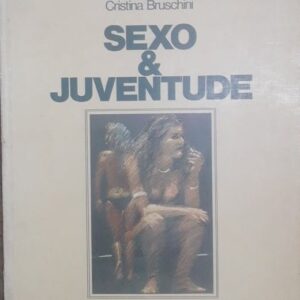 Cristina Bruschini
SEXO
&
JUVENTUDE